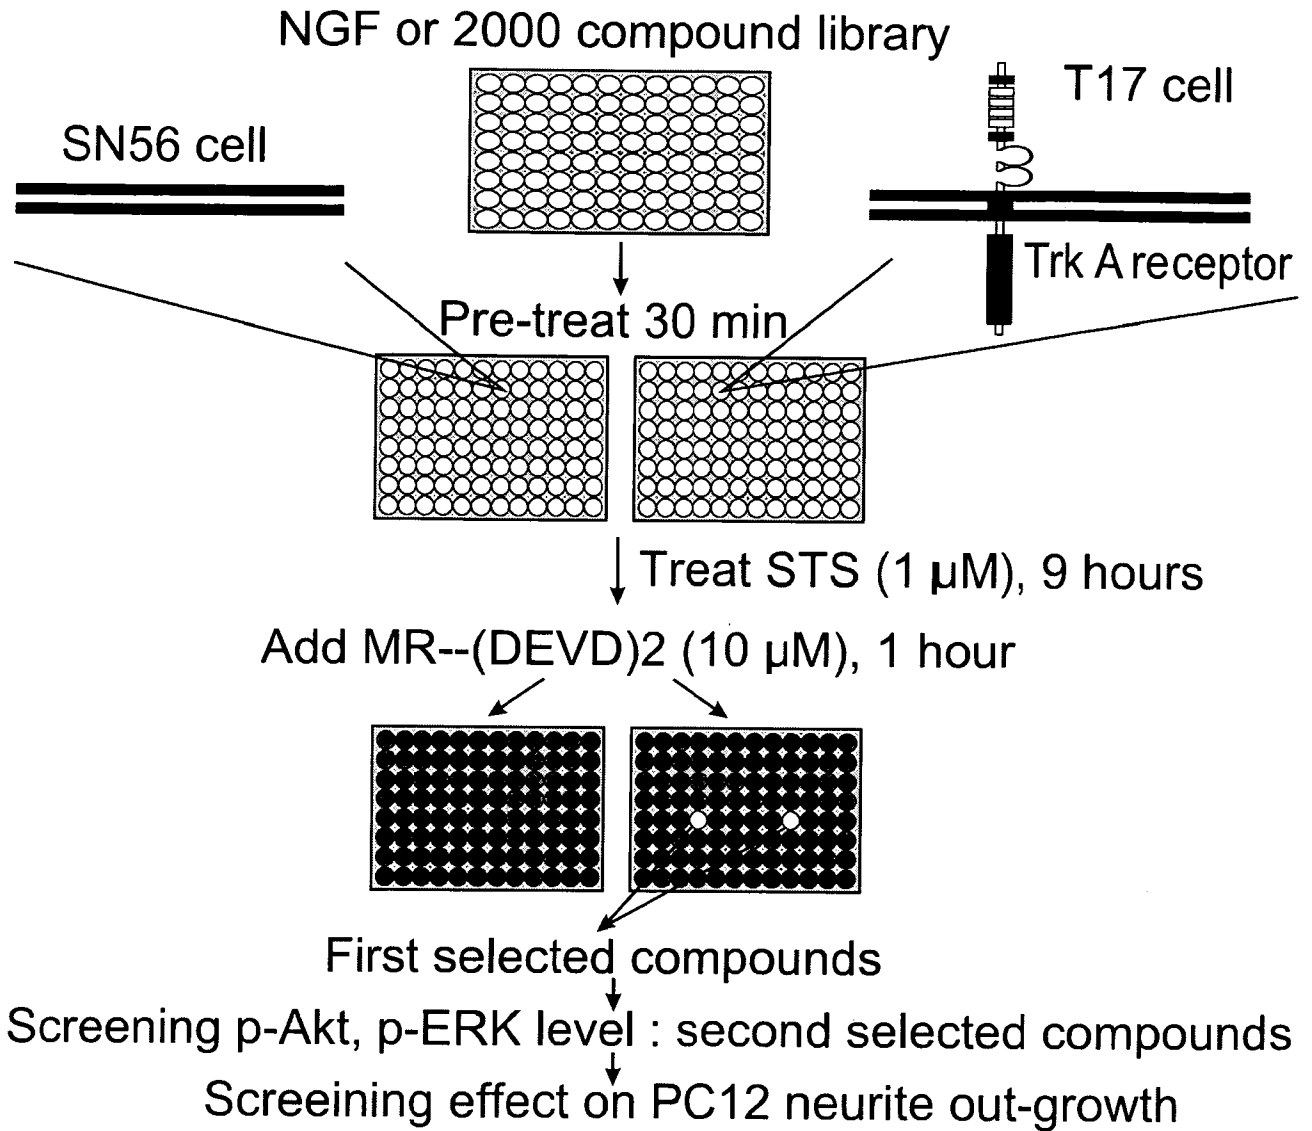 NGF or 2000 compound library
SN56 cell
T17 cell
Trk A receptor
Pre-treat 30 min
Treat STS (1 µM), 9 hours
Add MR--(DEVD)2 (10 µM), 1 hour
First selected compounds
Screening p-Akt, p-ERK level : second selected compounds
Screeining effect on PC12 neurite out-growth